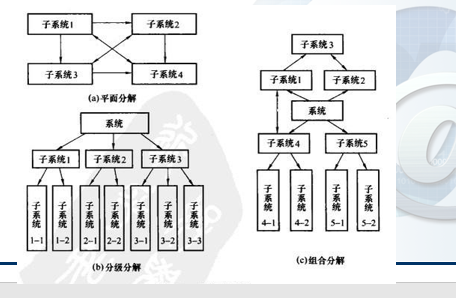 子系统1
子系统2
子系统3
子系统4
(a)平面分解
系统
子系统1
子系统2
子系统3
子系统1-1
子系统1-2
子系统2-1
子系统2-2
子系统3-1
子系统3-2
子系统3-3
(b)分级分解
子系统3
子系统1
子系统2
系统
子系统4
子系统5
子系统4-1
子系统4-2
子系统5-1
子系统5-2
(c)组合分解